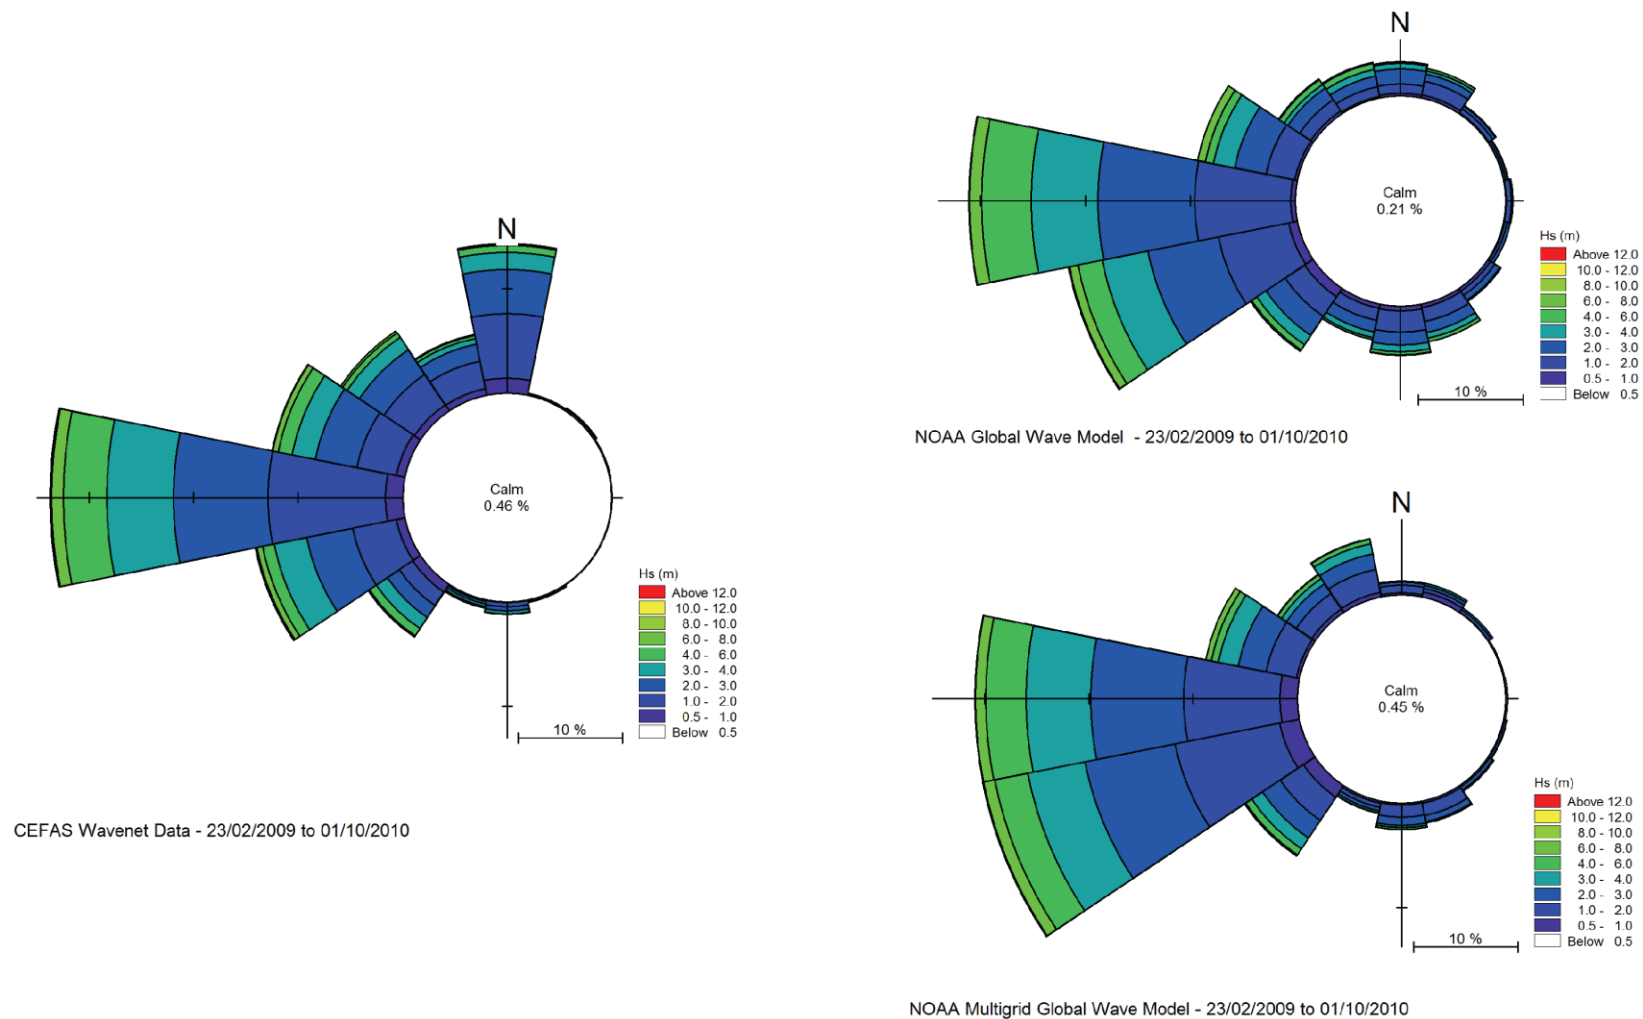 N
Calm
0.46 %
Hs (m)
Above 12.0
10.0 - 12.0
8.0 - 10.0
6.0 - 8.0
4.0 - 6.0
3.0 - 4.0
2.0 - 3.0
1.0 - 2.0
0.5 - 1.0
Below 0.5
10 %
CEFAS Wavenet Data - 23/02/2009 to 01/10/2010
N
Calm
0.21 %
Hs (m)
Above 12.0
10.0 - 12.0
8.0 - 10.0
6.0 - 8.0
4.0 - 6.0
3.0 - 4.0
2.0 - 3.0
1.0 - 2.0
0.5 - 1.0
Below 0.5
10 %
NOAA Global Wave Model - 23/02/2009 to 01/10/2010
N
Calm
0.45 %
Hs (m)
Above 12.0
10.0 - 12.0
8.0 - 10.0
6.0 - 8.0
4.0 - 6.0
3.0 - 4.0
2.0 - 3.0
1.0 - 2.0
0.5 - 1.0
Below 0.5
10 %
NOAA Multigrid Global Wave Model - 23/02/2009 to 01/10/2010